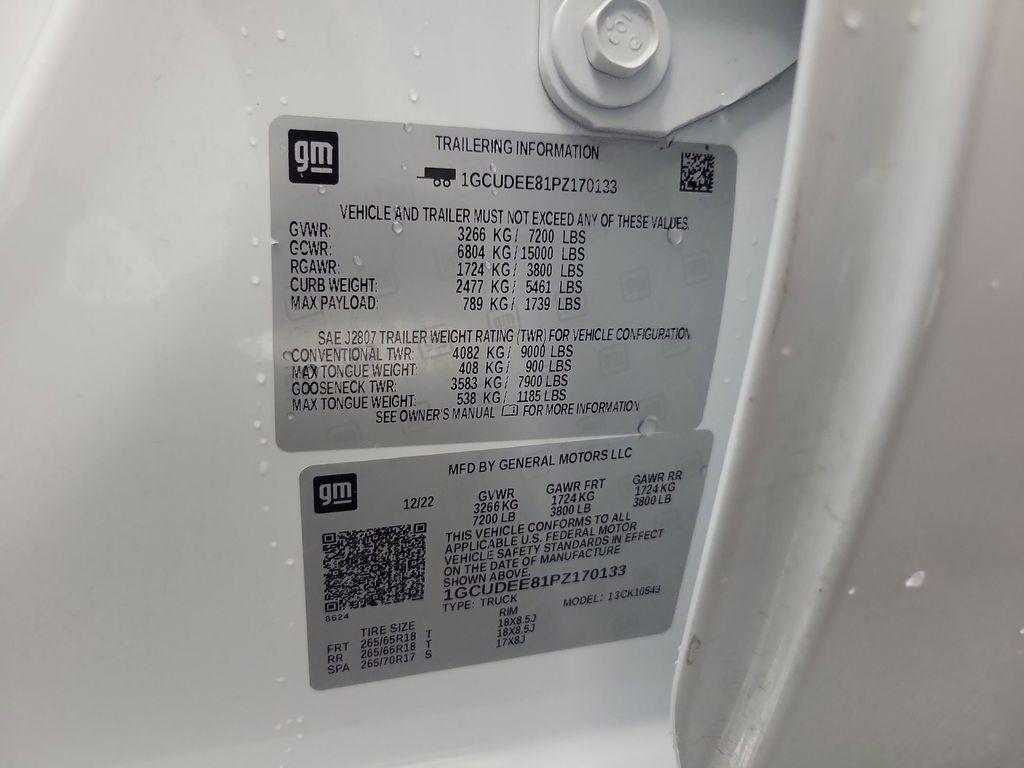 gm
TRAILERING INFORMATION
1GCUDEE81PZ170133
VEHICLE AND TRAILER MUST NOT EXCEED ANY OF THESE VALUES.
GVWR: 3266 KG / 7200 LBS
GCWR: 6804 KG / 15000 LBS
RGAWR: 1724 KG / 3800 LBS
CURB WEIGHT: 2477 KG / 5461 LBS
MAX PAYLOAD: 789 KG / 1739 LBS
SAE J2807 TRAILER WEIGHT RATING (TWR) FOR VEHICLE CONFIGURATION
CONVENTIONAL TWR: 4082 KG / 9000 LBS
MAX TONGUE WEIGHT: 408 KG / 900 LBS
GOOSENECK TWR: 3583 KG / 7900 LBS
MAX TONGUE WEIGHT: 538 KG / 1185 LBS
SEE OWNER'S MANUAL FOR MORE INFORMATION
gm
MFD BY GENERAL MOTORS LLC
12/22 GVWR GAWR FRT GAWR RR
3266 KG 1724 KG 1724 KG
7200 LB 3800 LB 3800 LB
THIS VEHICLE CONFORMS TO ALL
APPLICABLE U.S. FEDERAL MOTOR
VEHICLE SAFETY STANDARDS IN EFFECT
ON THE DATE OF MANUFACTURE
SHOWN ABOVE.
1GCUDEE81PZ170133
TYPE: TRUCK MODEL: 13CK10543
8624
TIRE SIZE RIM
FRT 265/65R18 T 18X8.5J
RR 265/65R18 T 18X8.5J
SPA 265/70R17 S 17X8J